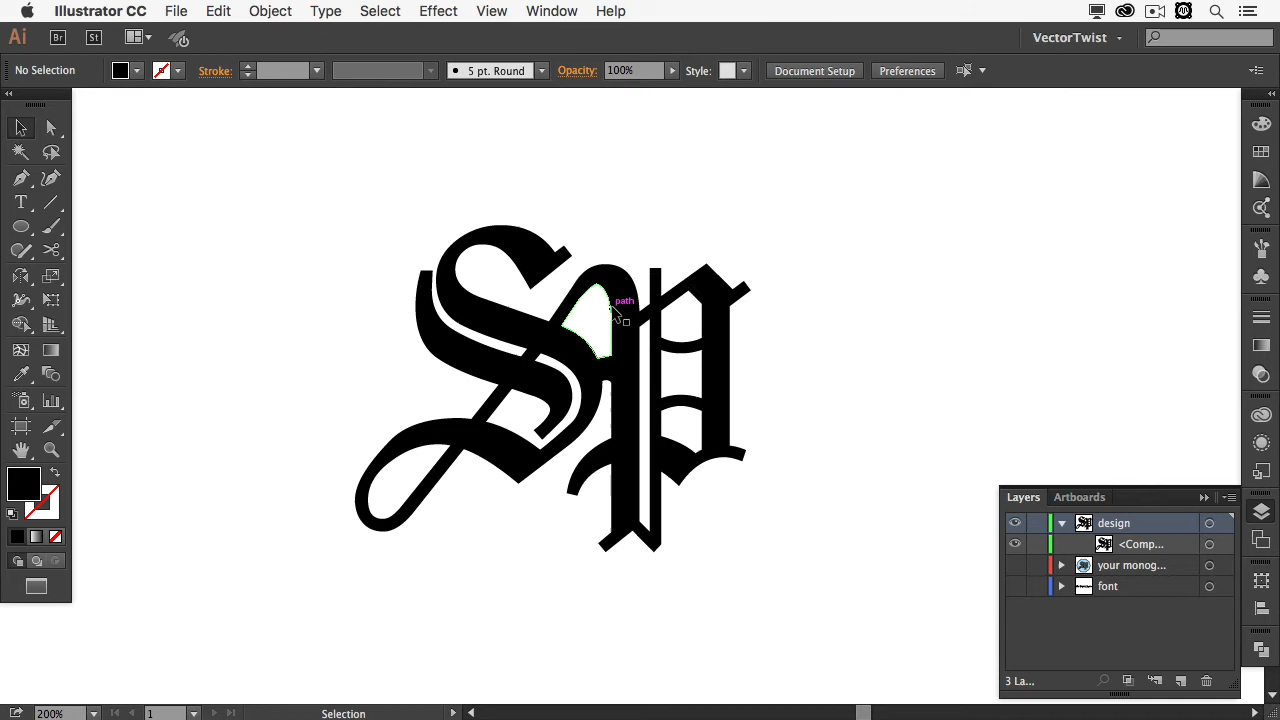 Illustrator CC File Edit Object Type Select Effect View Window Help
Ai Br St VectorTwist
No Selection Stroke: 5 pt. Round Opacity: 100% Style: Document Setup Preferences
Sp
path
Layers Artboards
design
<Comp...
your monog...
font
3 La...
200% 1 Selection